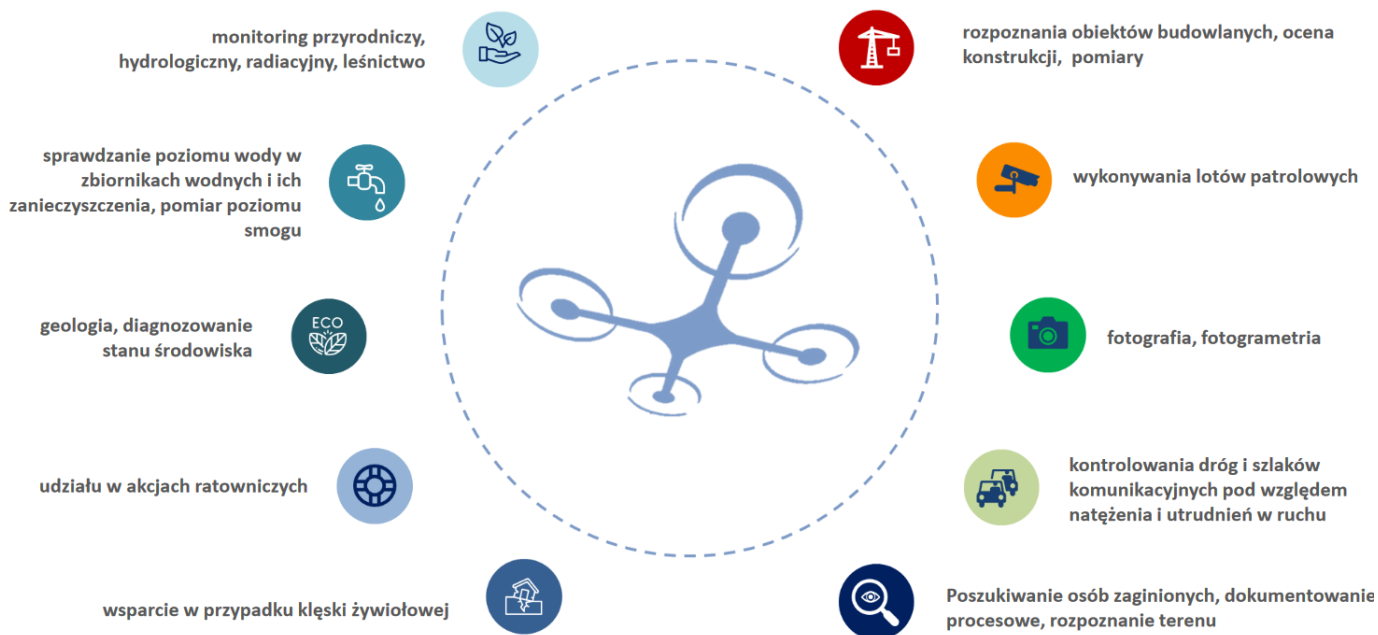 monitoring przyrodniczy,
hydrologiczny, radiacyjny, leśnictwo
sprawdzanie poziomu wody w
zbiornikach wodnych i ich
zanieczyszczenia, pomiar poziomu
smogu
ECO
geologia, diagnozowanie
stanu środowiska
udziału w akcjach ratowniczych
wsparcie w przypadku klęski żywiołowej
rozpoznania obiektów budowlanych, ocena
konstrukcji, pomiary
wykonywania lotów patrolowych
fotografia, fotogrametria
kontrolowania dróg i szlaków
komunikacyjnych pod względem
natężenia i utrudnień w ruchu
Poszukiwanie osób zaginionych, dokumentowanie
procesowe, rozpoznanie terenu